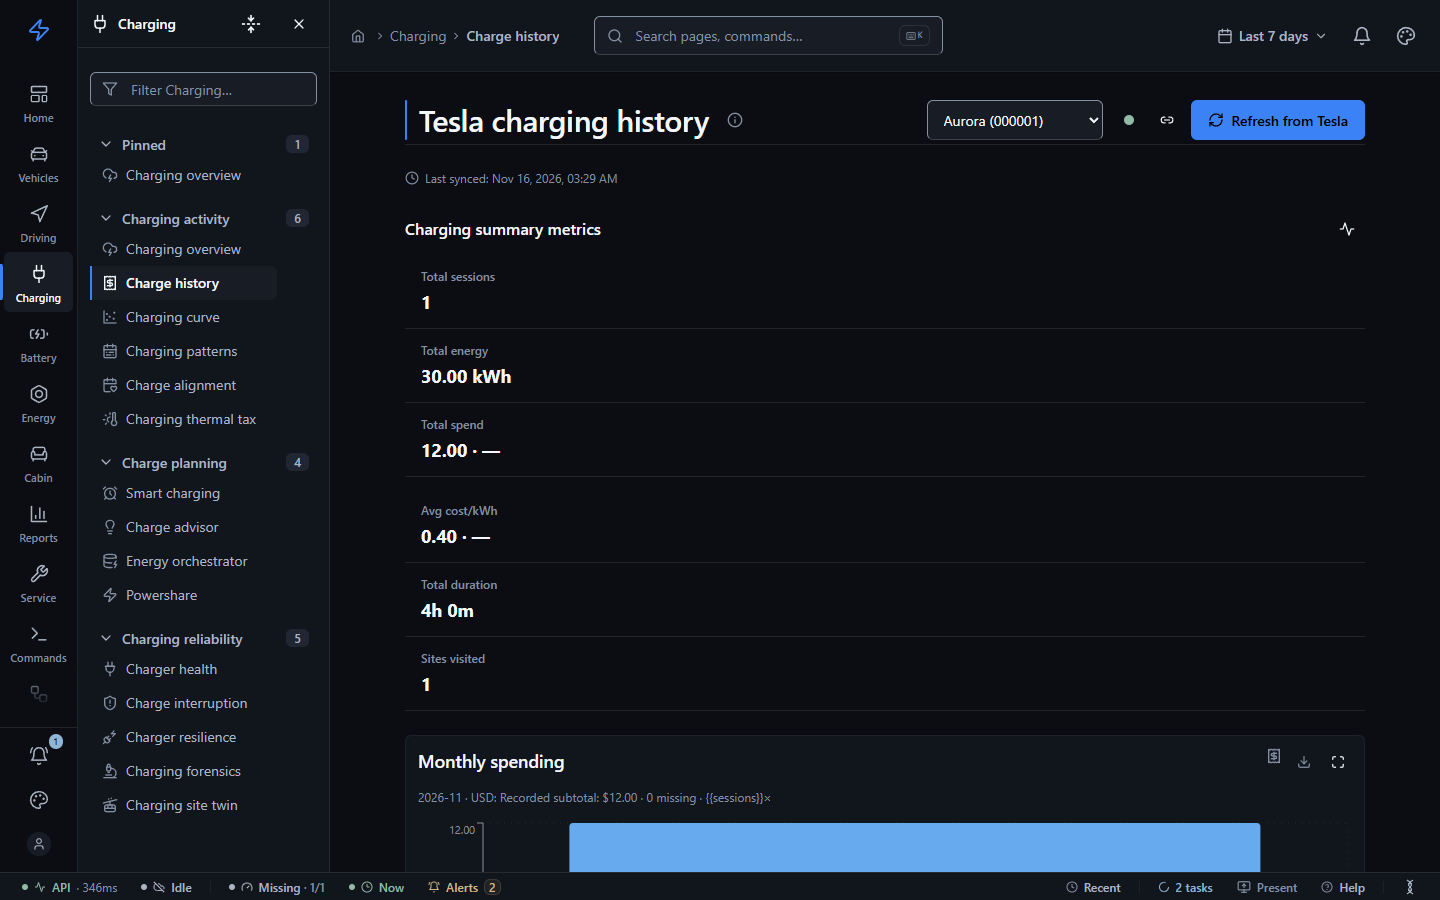 Home
Vehicles
Driving
Charging
Battery
Energy
Cabin
Reports
Service
Commands
1
Charging
Filter Charging...
Pinned 1
Charging overview
Charging activity 6
Charging overview
Charge history
Charging curve
Charging patterns
Charge alignment
Charging thermal tax
Charge planning 4
Smart charging
Charge advisor
Energy orchestrator
Powershare
Charging reliability 5
Charger health
Charge interruption
Charger resilience
Charging forensics
Charging site twin
Charging Charge history
Search pages, commands... K
Last 7 days
Tesla charging history
Aurora (000001)
Refresh from Tesla
Last synced: Nov 16, 2026, 03:29 AM
Charging summary metrics
Total sessions
1
Total energy
30.00 kWh
Total spend
12.00 · —
Avg cost/kWh
0.40 · —
Total duration
4h 0m
Sites visited
1
Monthly spending
2026-11 · USD: Recorded subtotal: $12.00 · 0 missing · {{sessions}}×
12.00
API · 346ms
Idle
Missing · 1/1
Now
Alerts 2
Recent
2 tasks
Present
Help